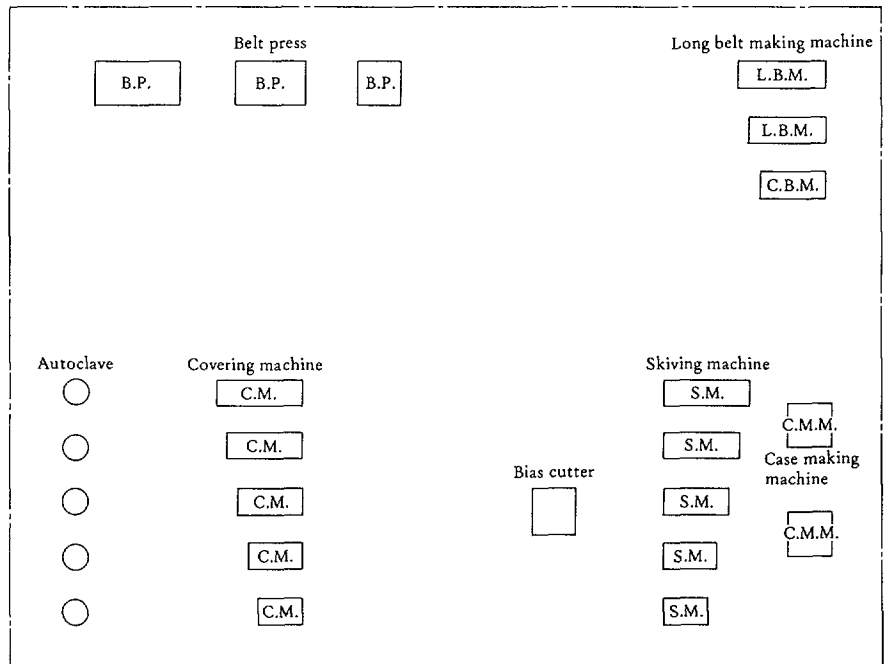 Belt press
B.P.
B.P.
B.P.
Long belt making machine
L.B.M.
L.B.M.
C.B.M.
Autoclave
Covering machine
C.M.
C.M.
C.M.
C.M.
C.M.
Bias cutter
Skiving machine
S.M.
S.M.
S.M.
S.M.
S.M.
C.M.M.
Case making
machine
C.M.M.